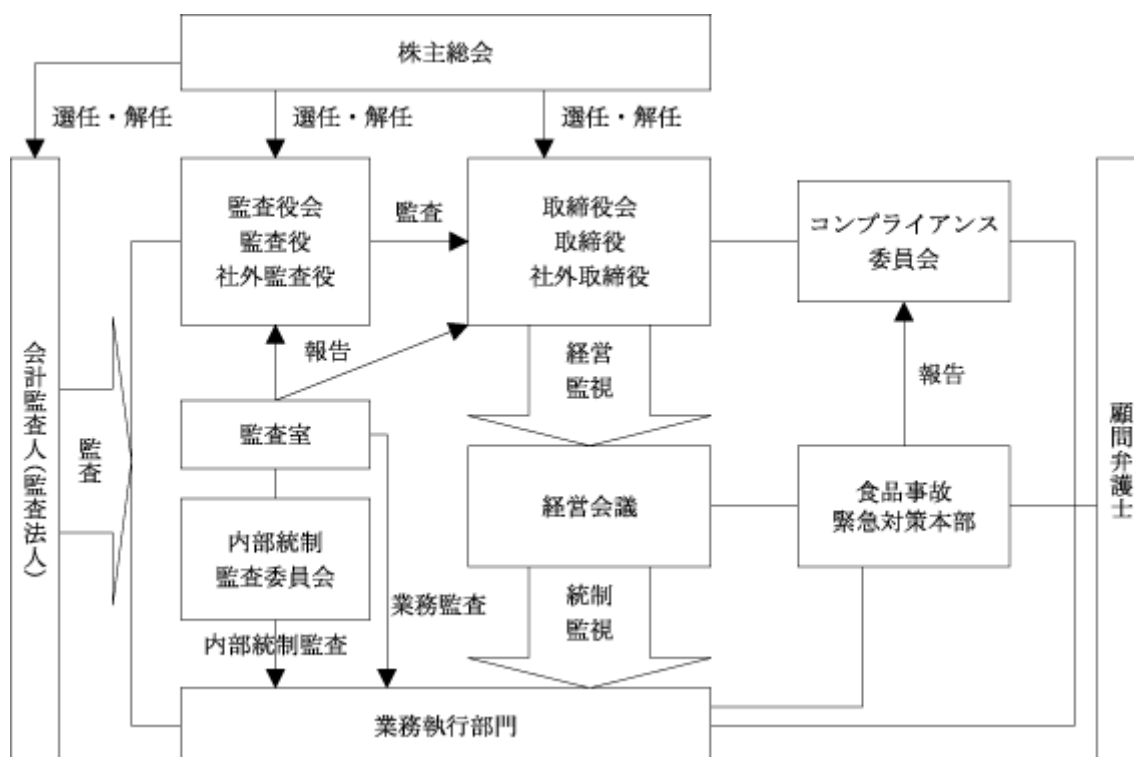 株主総会
選任・解任
選任・解任
選任・解任
監査役会
監査役
社外監査役
監査
取締役会
取締役
社外取締役
コンプライアンス
委員会
報告
経営
監視
報告
会計監査人(監査法人)
監査
監査室
経営会議
食品事故
緊急対策本部
顧問弁護士
内部統制
監査委員会
業務監査
統制
監視
内部統制監査
業務執行部門